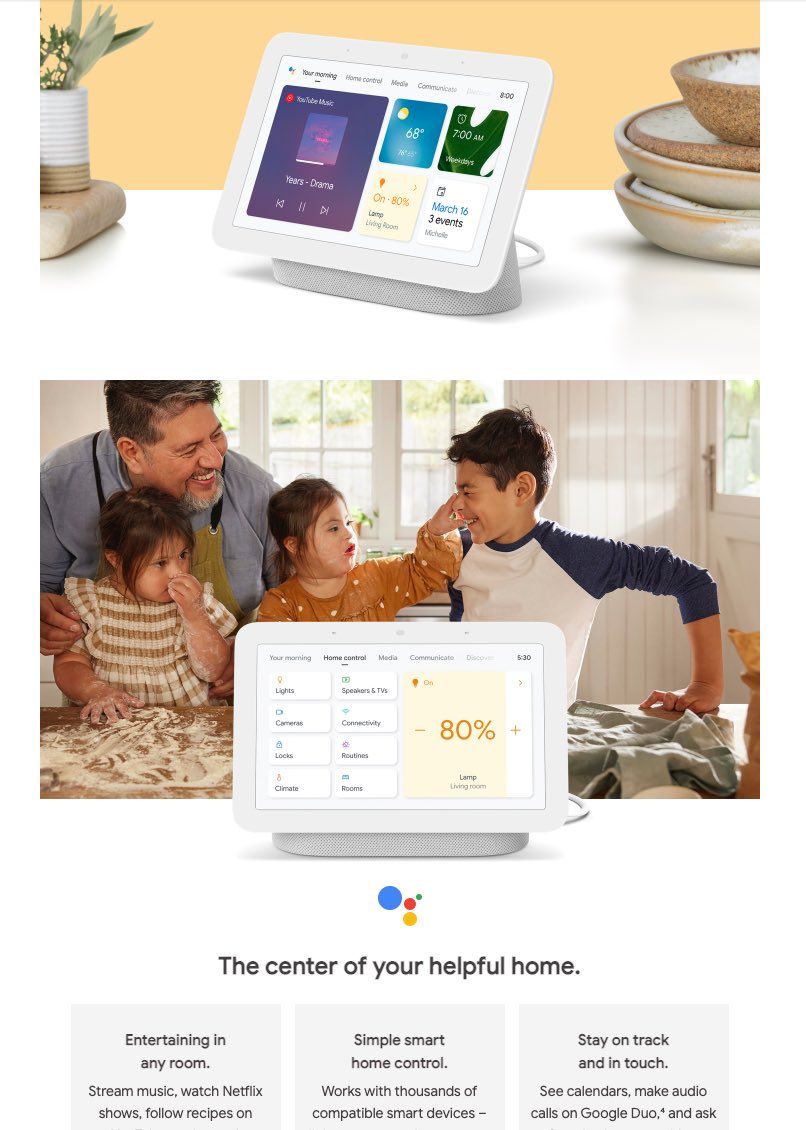 Your morning Home control Media Communicate Discover 8:00
YouTube Music
68°
7:00 AM
Weekdays
Years - Drama
On · 80%
Lamp
Living Room
March 16
3 events
Michelle
Your morning Home control Media Communicate Discover 5:30
Lights
Speakers & TVs
On
Cameras
Connectivity
80%
Locks
Routines
Climate
Rooms
Lamp
Living room
The center of your helpful home.
Entertaining in
any room.
Stream music, watch Netflix
shows, follow recipes on
Simple smart
home control.
Works with thousands of
compatible smart devices –
Stay on track
and in touch.
See calendars, make audio
calls on Google Duo,⁴ and ask